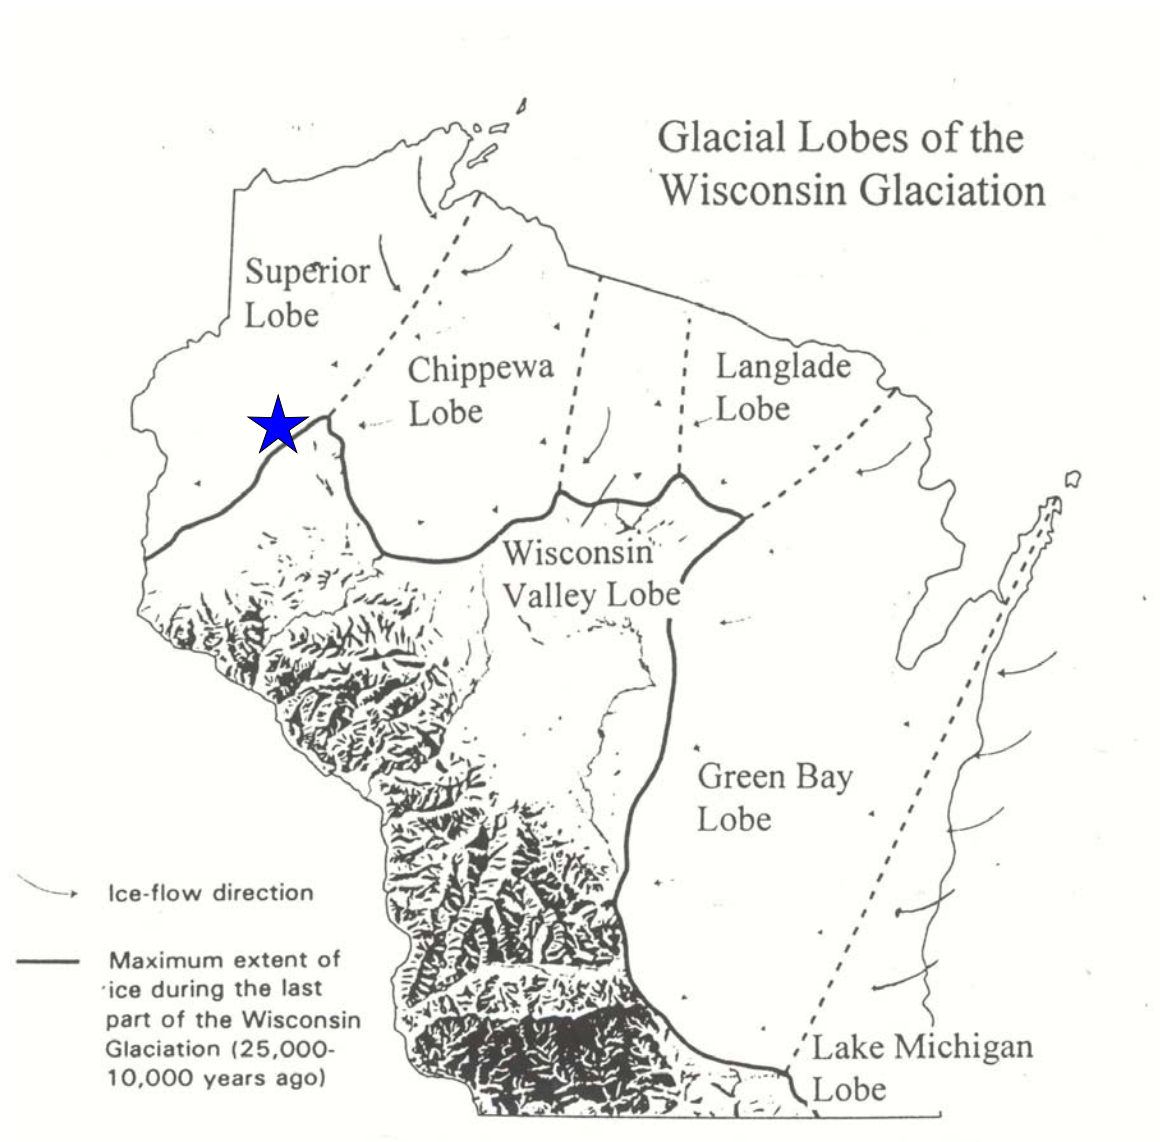 Glacial Lobes of the
Wisconsin Glaciation
Superior
Lobe
Chippewa
Lobe
Langlade
Lobe
Wisconsin
Valley Lobe
Green Bay
Lobe
Ice-flow direction
Maximum extent of
ice during the last
part of the Wisconsin
Glaciation (25,000-
10,000 years ago)
Lake Michigan
Lobe